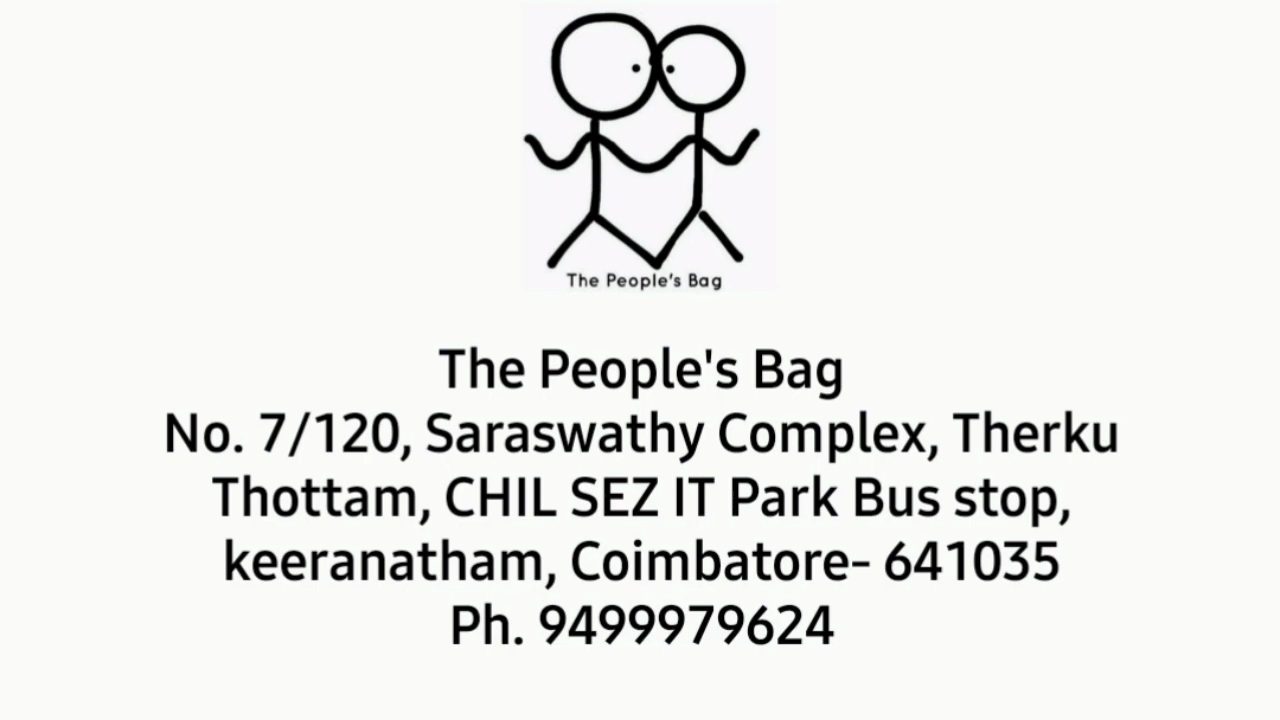 The People's Bag
The People's Bag
No. 7/120, Saraswathy Complex, Therku
Thottam, CHIL SEZ IT Park Bus stop,
keeranatham, Coimbatore- 641035
Ph. 9499979624